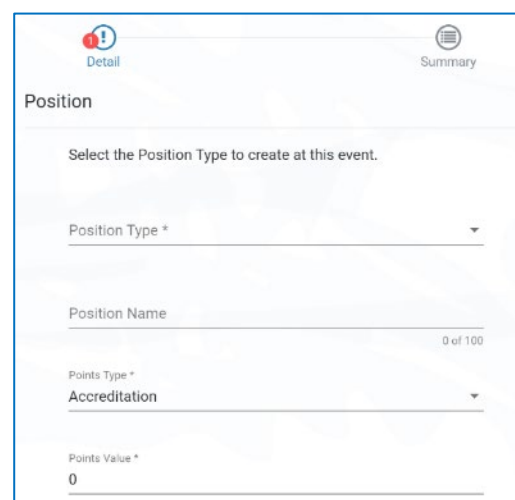 1
Detail
Summary
Position
Select the Position Type to create at this event.
Position Type *
Position Name
0 of 100
Points Type *
Accreditation
Points Value *
0